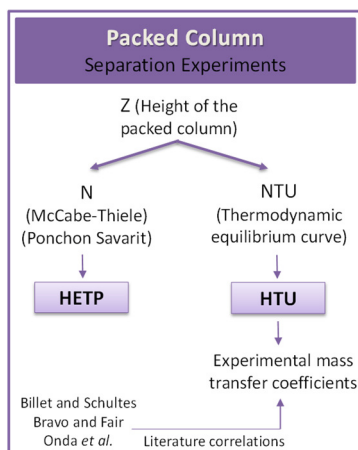 Packed Column
Separation Experiments
Z (Height of the
packed column)
N
(McCabe-Thiele)
(Ponchon Savarit)
NTU
(Thermodynamic
equilibrium curve)
HETP
HTU
Experimental mass
transfer coefficients
Billet and Schultes
Bravo and Fair
Onda et al.
Literature correlations